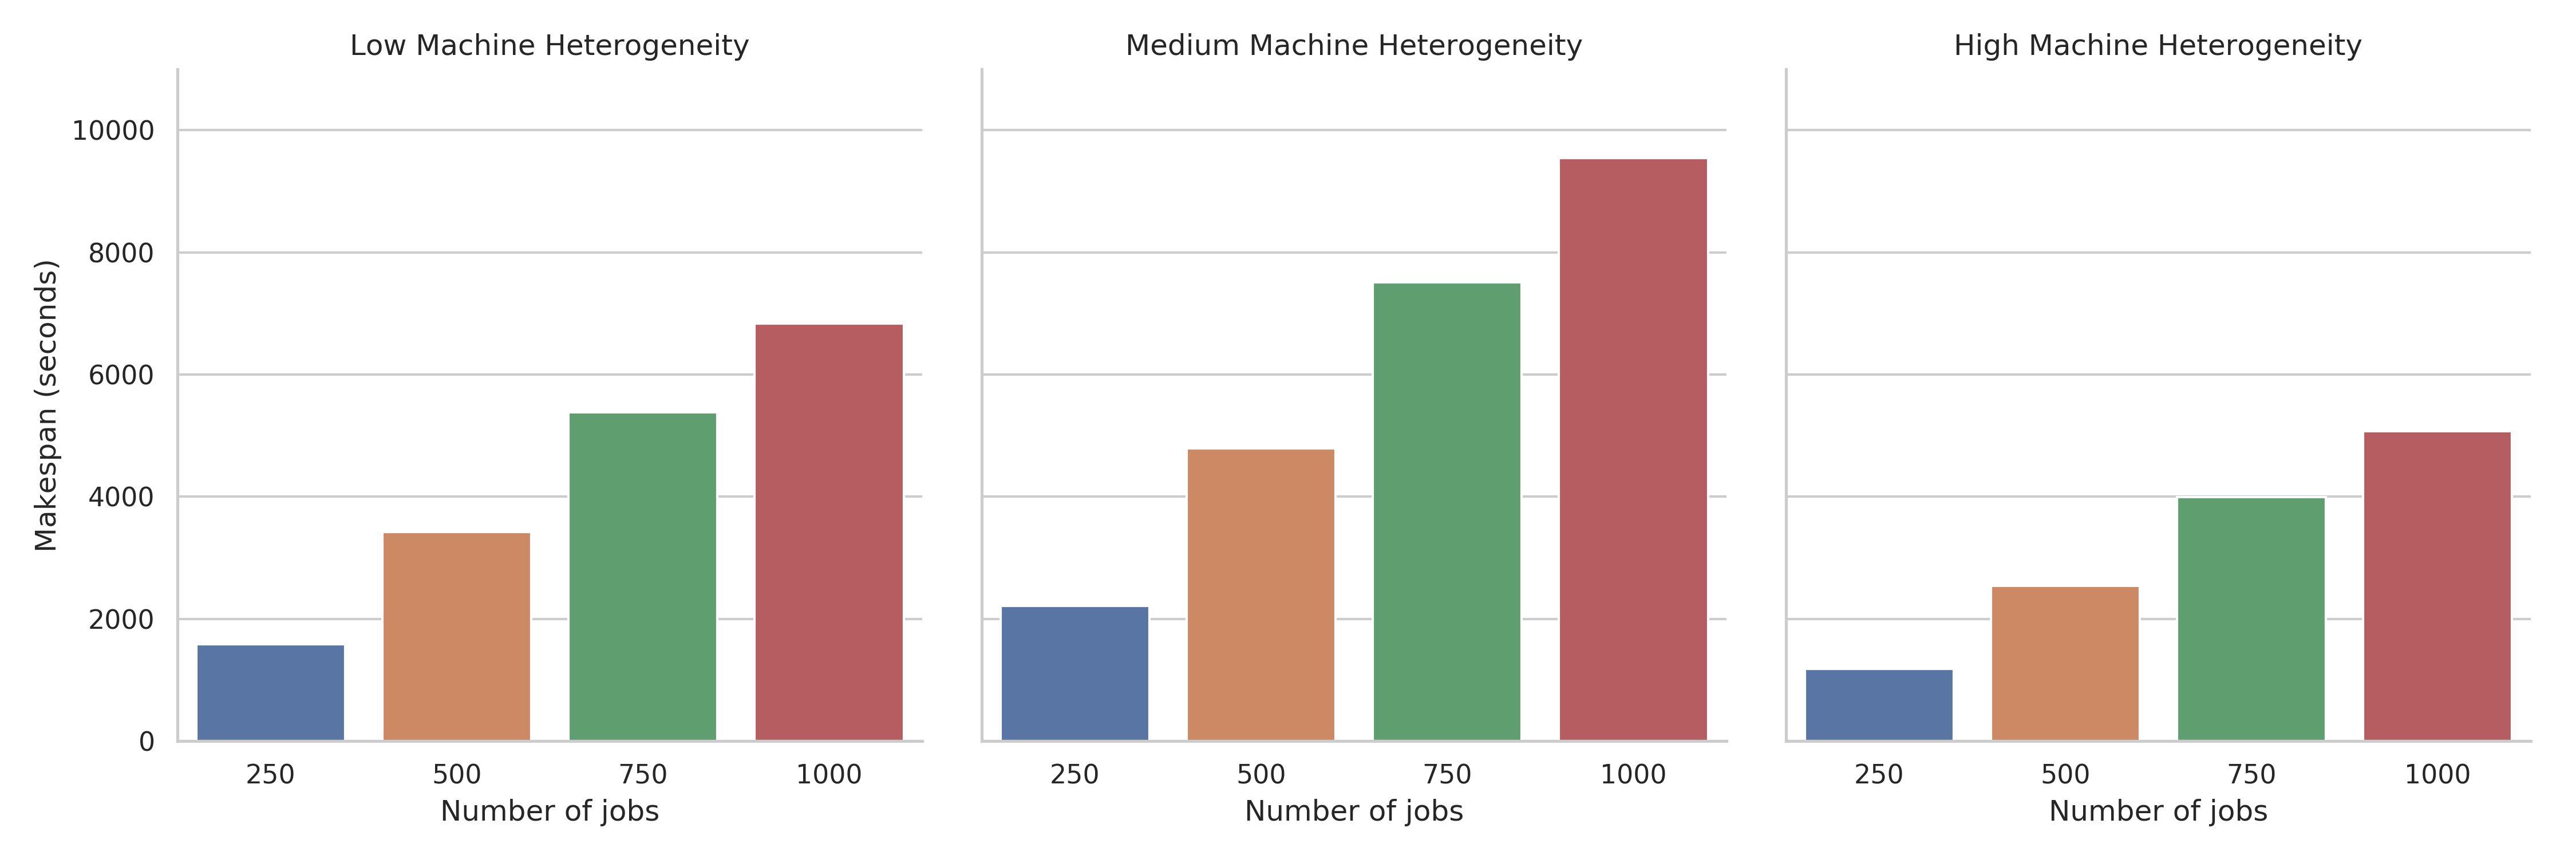 Low Machine Heterogeneity
Medium Machine Heterogeneity
High Machine Heterogeneity
Makespan (seconds)
10000
8000
6000
4000
2000
0
250 500 750 1000
250 500 750 1000
250 500 750 1000
Number of jobs
Number of jobs
Number of jobs